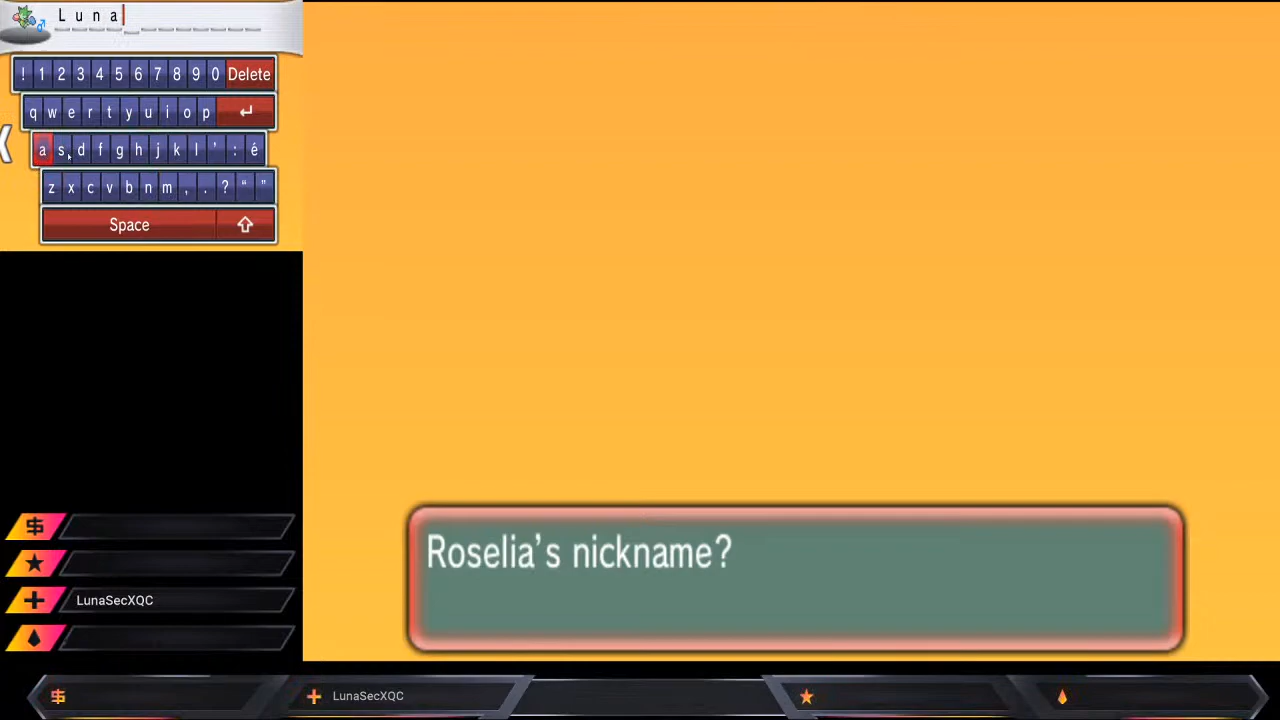 Luna
! 1 2 3 4 5 6 7 8 9 0 Delete
q w e r t y u i o p
a s d f g h j k l ' : é
z x c v b n m , . ? “ ”
Space
Roselia's nickname?
LunaSecXQC
LunaSecXQC